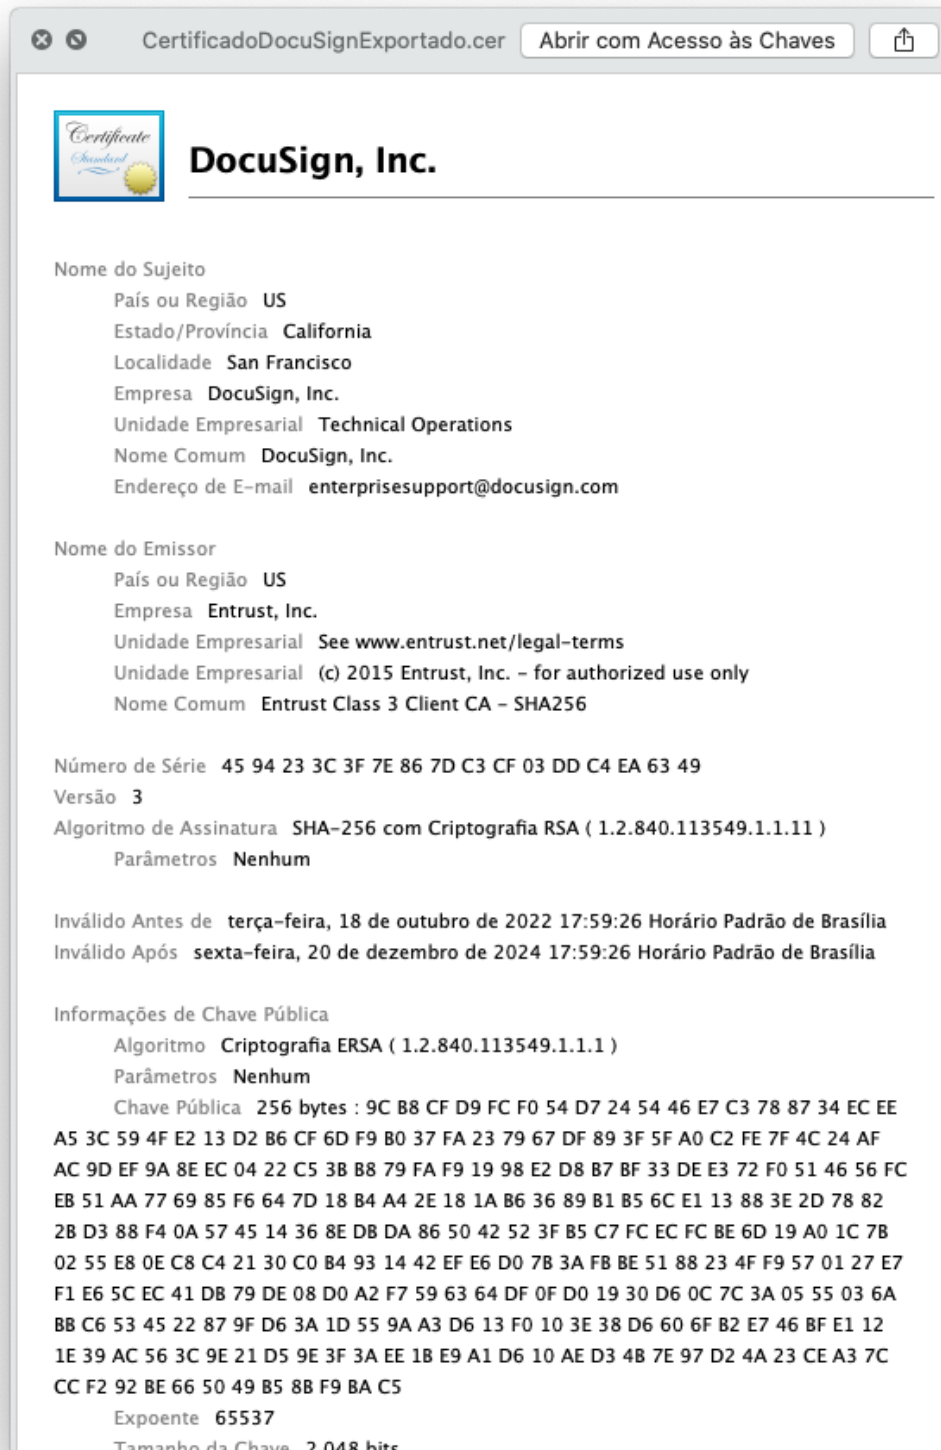 CertificadoDocuSignExportado.cer Abrir com Acesso às Chaves
Certificate
Standard
DocuSign, Inc.
Nome do Sujeito
País ou Região US
Estado/Província California
Localidade San Francisco
Empresa DocuSign, Inc.
Unidade Empresarial Technical Operations
Nome Comum DocuSign, Inc.
Endereço de E-mail enterprisesupport@docusign.com
Nome do Emissor
País ou Região US
Empresa Entrust, Inc.
Unidade Empresarial See www.entrust.net/legal-terms
Unidade Empresarial (c) 2015 Entrust, Inc. – for authorized use only
Nome Comum Entrust Class 3 Client CA – SHA256
Número de Série 45 94 23 3C 3F 7E 86 7D C3 CF 03 DD C4 EA 63 49
Versão 3
Algoritmo de Assinatura SHA-256 com Criptografia RSA ( 1.2.840.113549.1.1.11 )
Parâmetros Nenhum
Inválido Antes de terça-feira, 18 de outubro de 2022 17:59:26 Horário Padrão de Brasília
Inválido Após sexta-feira, 20 de dezembro de 2024 17:59:26 Horário Padrão de Brasília
Informações de Chave Pública
Algoritmo Criptografia ERSA ( 1.2.840.113549.1.1.1 )
Parâmetros Nenhum
Chave Pública 256 bytes : 9C B8 CF D9 FC F0 54 D7 24 54 46 E7 C3 78 87 34 EC EE
A5 3C 59 4F E2 13 D2 B6 CF 6D F9 B0 37 FA 23 79 67 DF 89 3F 5F A0 C2 FE 7F 4C 24 AF
AC 9D EF 9A 8E EC 04 22 C5 3B B8 79 FA F9 19 98 E2 D8 B7 BF 33 DE E3 72 F0 51 46 56 FC
EB 51 AA 77 69 85 F6 64 7D 18 B4 A4 2E 18 1A B6 36 89 B1 B5 6C E1 13 88 3E 2D 78 82
2B D3 88 F4 0A 57 45 14 36 8E DB DA 86 50 42 52 3F B5 C7 FC EC FC BE 6D 19 A0 1C 7B
02 55 E8 0E C8 C4 21 30 C0 B4 93 14 42 EF E6 D0 7B 3A FB BE 51 88 23 4F F9 57 01 27 E7
F1 E6 5C EC 41 DB 79 DE 08 D0 A2 F7 59 63 64 DF 0F D0 19 30 D6 0C 7C 3A 05 55 03 6A
BB C6 53 45 22 87 9F D6 3A 1D 55 9A A3 D6 13 F0 10 3E 38 D6 60 6F B2 E7 46 BF E1 12
1E 39 AC 56 3C 9E 21 D5 9E 3F 3A EE 1B E9 A1 D6 10 AE D3 4B 7E 97 D2 4A 23 CE A3 7C
CC F2 92 BE 66 50 49 B5 8B F9 BA C5
Expoente 65537
Tamanho da Chave 2.048 bits